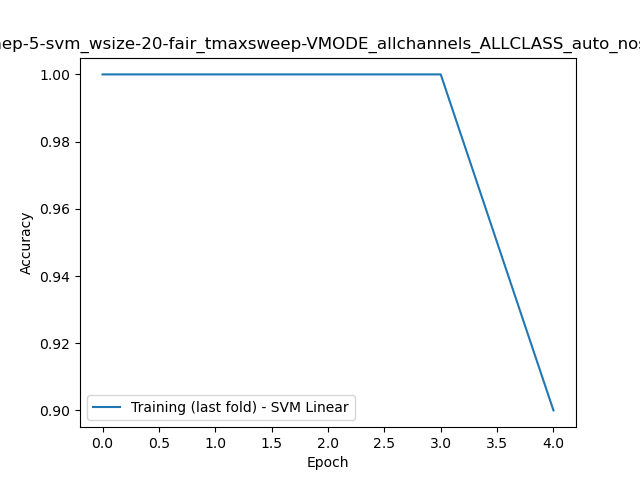 ep-5-svm_wsize-20-fair_tmaxsweep-VMODE_allchannels_ALLCLASS_auto_nos
1.00
0.98
0.96
0.94
0.92
0.90
Accuracy
Training (last fold) - SVM Linear
0.0 0.5 1.0 1.5 2.0 2.5 3.0 3.5 4.0
Epoch